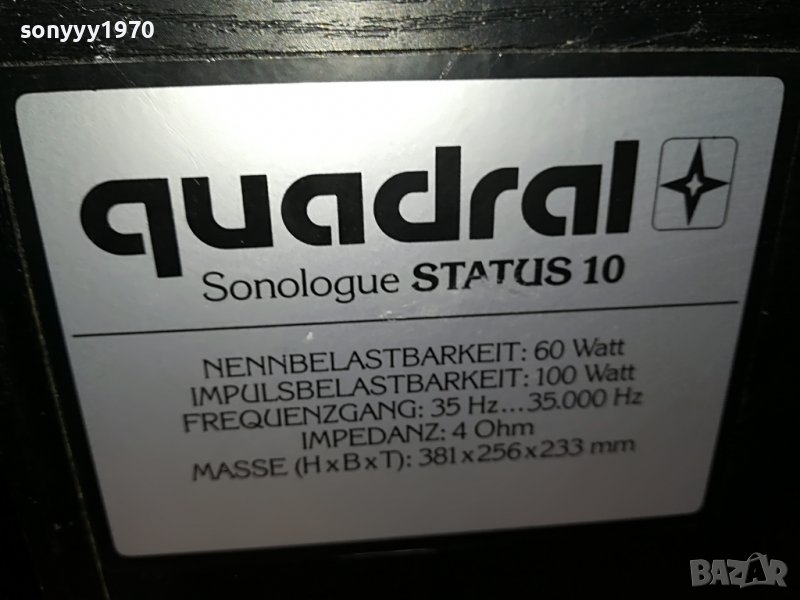 sonyyy1970
quadral
Sonologue STATUS 10
NENNBELASTBARKEIT: 60 Watt
IMPULSBELASTBARKEIT: 100 Watt
FREQUENZGANG: 35 Hz...35.000 Hz
IMPEDANZ: 4 Ohm
MASSE (HxBxT): 381x256x233 mm
BAZAR